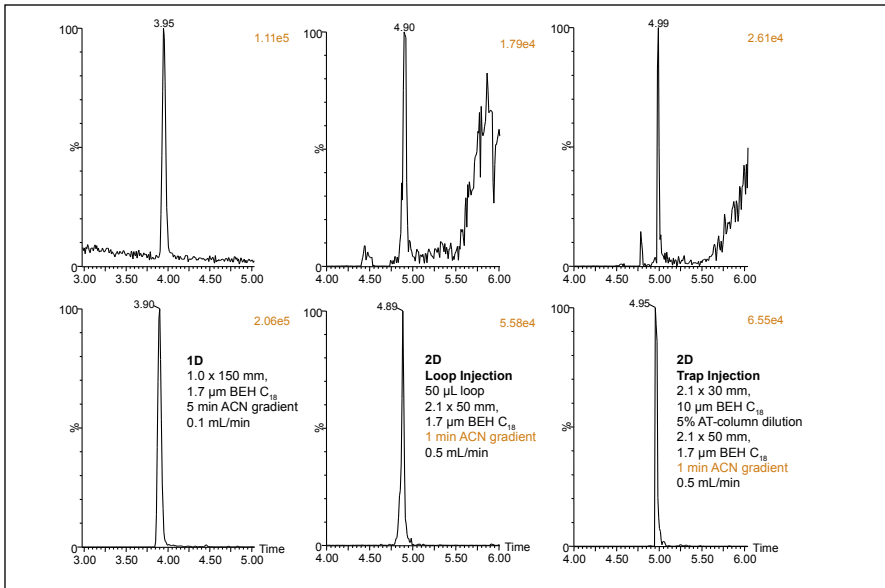 3.95
100
1.11e5
%
0
3.00 3.50 4.00 4.50 5.00
4.90
100
1.79e4
%
0
4.00 4.50 5.00 5.50 6.00
4.99
100
2.61e4
%
0
4.00 4.50 5.00 5.50 6.00
3.90
100
2.06e5
%
1D
1.0 x 150 mm,
1.7 µm BEH C₁₈
5 min ACN gradient
0.1 mL/min
0
Time
3.00 3.50 4.00 4.50 5.00
4.89
100
5.58e4
%
2D
Loop Injection
50 µL loop
2.1 x 50 mm,
1.7 µm BEH C₁₈
1 min ACN gradient
0.5 mL/min
0
Time
4.00 4.50 5.00 5.50 6.00
4.95
100
6.55e4
%
2D
Trap Injection
2.1 x 30 mm,
10 µm BEH C₁₈
5% AT-column dilution
2.1 x 50 mm,
1.7 µm BEH C₁₈
1 min ACN gradient
0.5 mL/min
0
Time
4.00 4.50 5.00 5.50 6.00